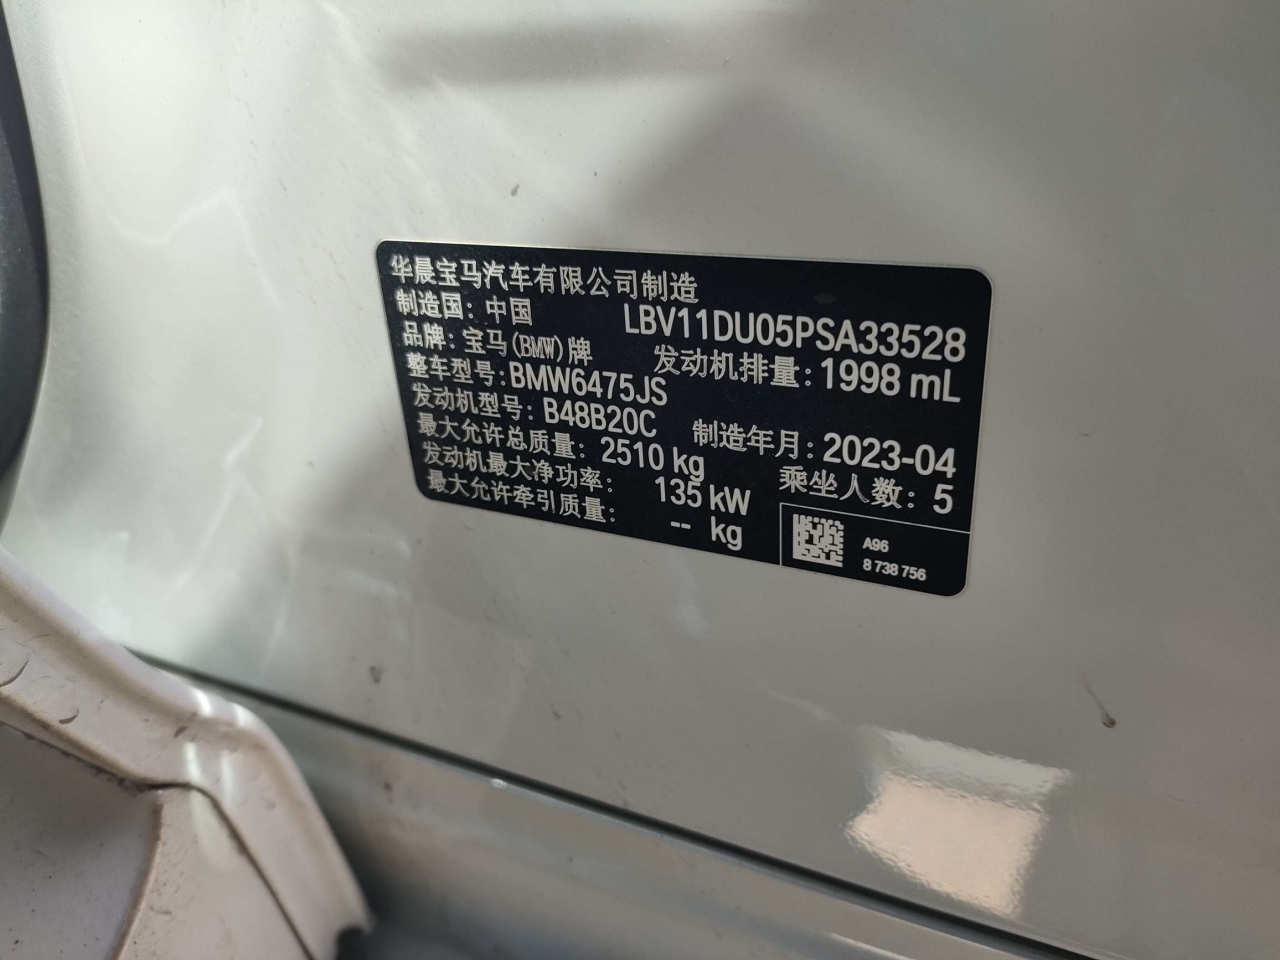 华晨宝马汽车有限公司制造
制造国: 中国 LBV11DU05PSA33528
品牌: 宝马(BMW)牌 发动机排量: 1998 mL
整车型号: BMW6475JS
发动机型号: B48B20C 制造年月: 2023-04
最大允许总质量: 2510 kg 乘坐人数: 5
发动机最大净功率: 135 kW
最大允许牵引质量: -- kg
A96
8 738 756